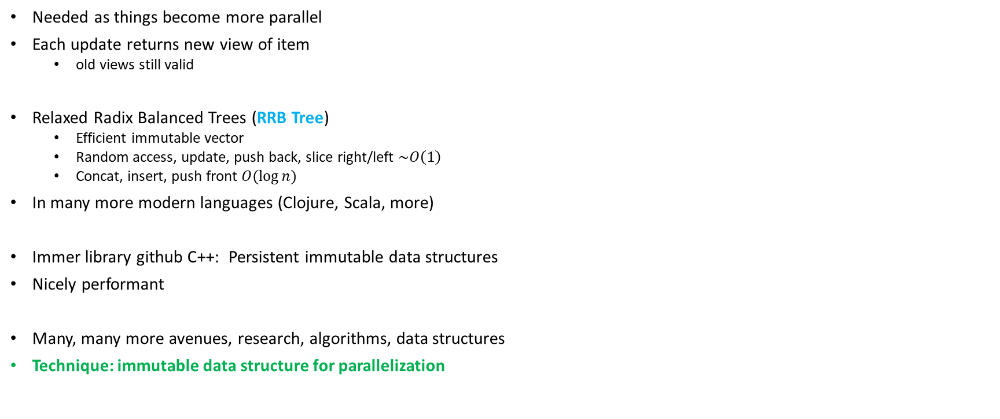 • Needed as things become more parallel
• Each update returns new view of item
• old views still valid
• Relaxed Radix Balanced Trees (RRB Tree)
• Efficient immutable vector
• Random access, update, push back, slice right/left ~O(1)
• Concat, insert, push front O(log n)
• In many more modern languages (Clojure, Scala, more)
• Immer library github C++:  Persistent immutable data structures
• Nicely performant
• Many, many more avenues, research, algorithms, data structures
• Technique: immutable data structure for parallelization